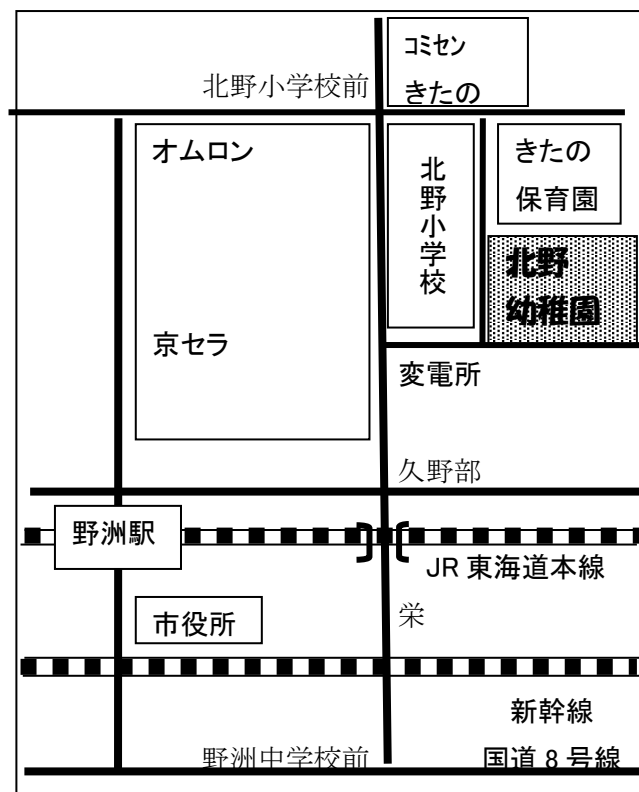 コミセン
きたの
北野小学校前
オムロン
京セラ
北野小学校
きたの
保育園
北野
幼稚園
変電所
久野部
野洲駅
JR 東海道本線
市役所
栄
新幹線
野洲中学校前
国道 8 号線